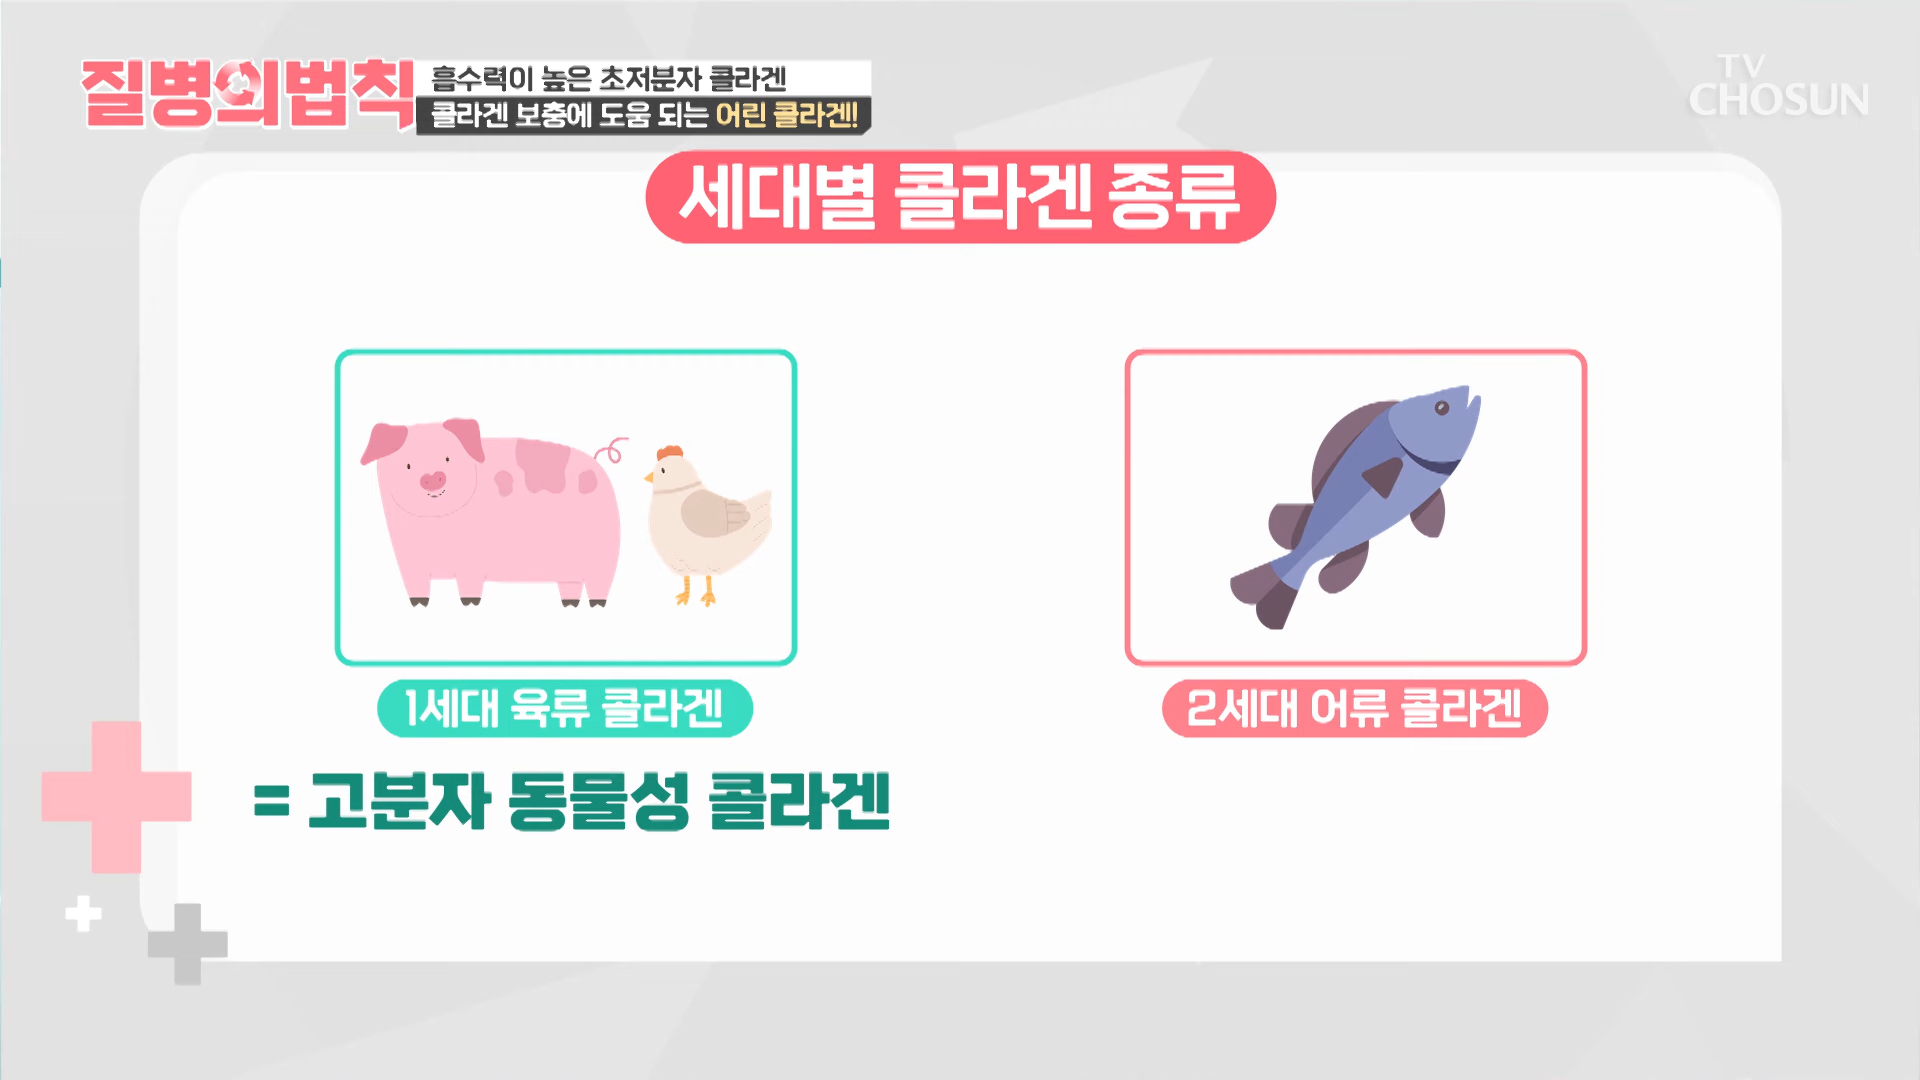 질병의법칙
흡수력이 높은 초저분자 콜라겐
콜라겐 보충에 도움 되는 어린 콜라겐!
TV
CHOSUN
세대별 콜라겐 종류
1세대 육류 콜라겐
2세대 어류 콜라겐
= 고분자 동물성 콜라겐